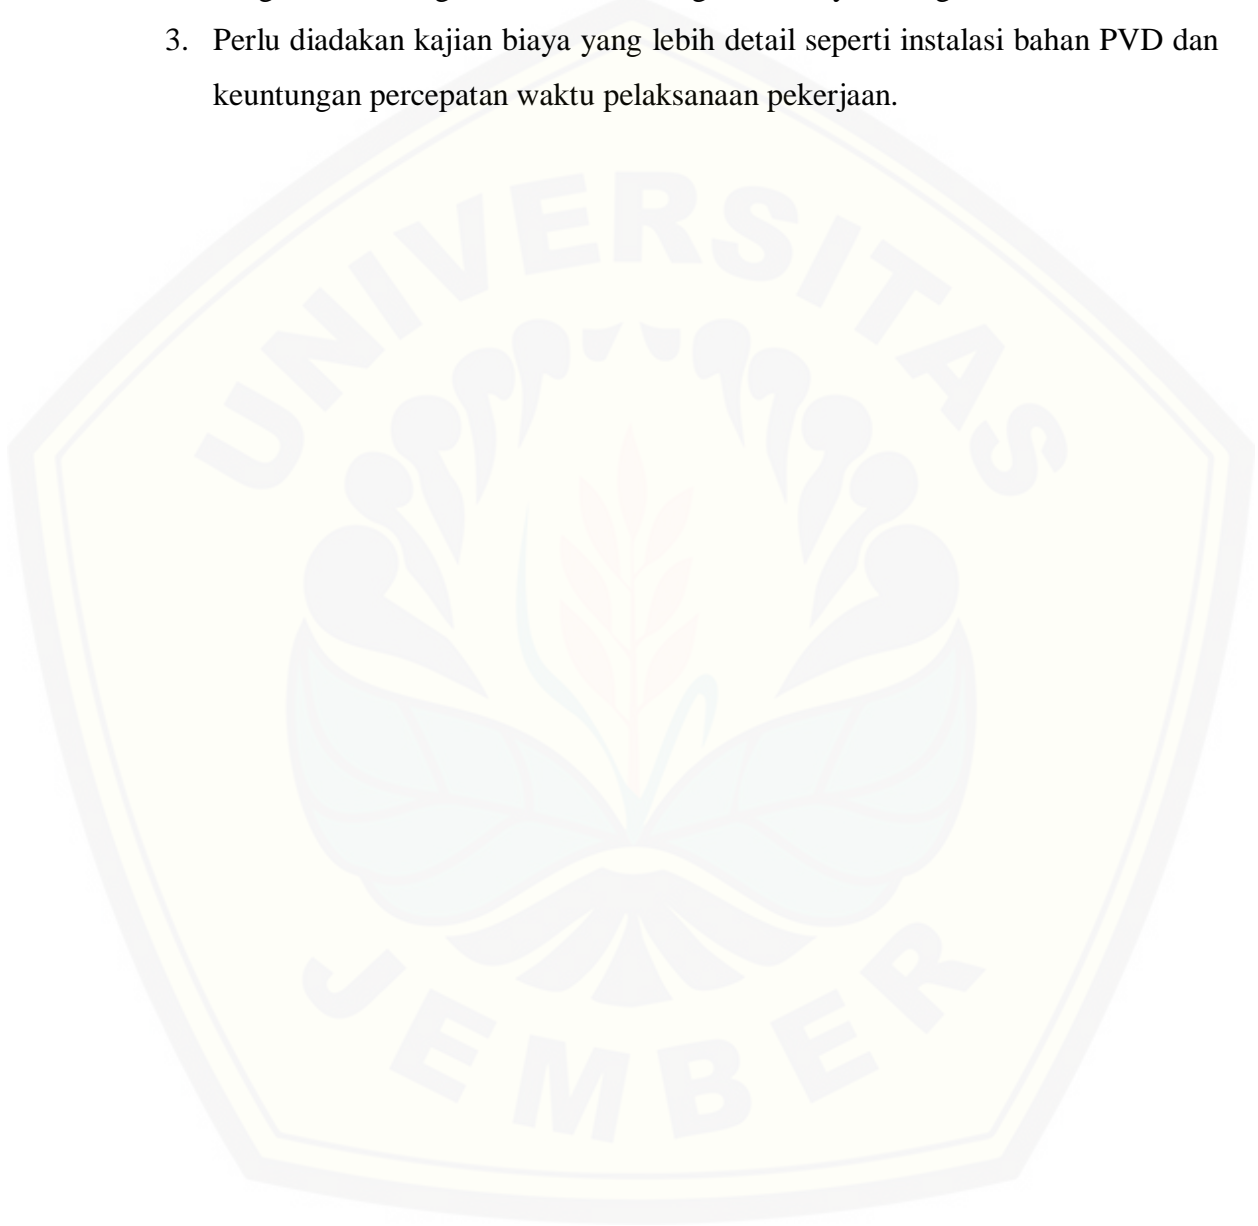 3. Perlu diadakan kajian biaya yang lebih detail seperti instalasi bahan PVD dan
keuntungan percepatan waktu pelaksanaan pekerjaan.
UNIVERSITAS
JEMBER